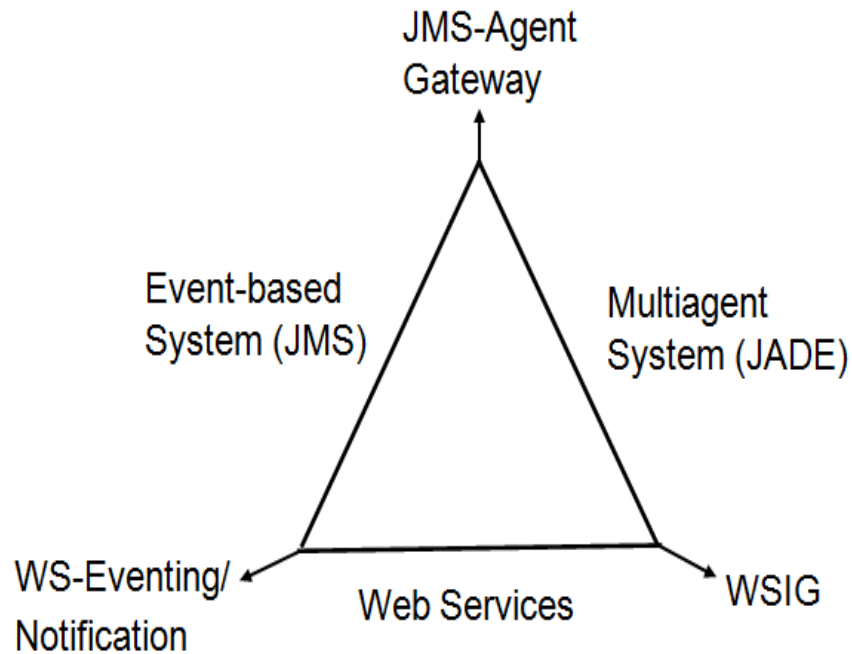 JMS-Agent
Gateway
Event-based
System (JMS)
Multiagent
System (JADE)
WS-Eventing/
Notification
Web Services
WSIG